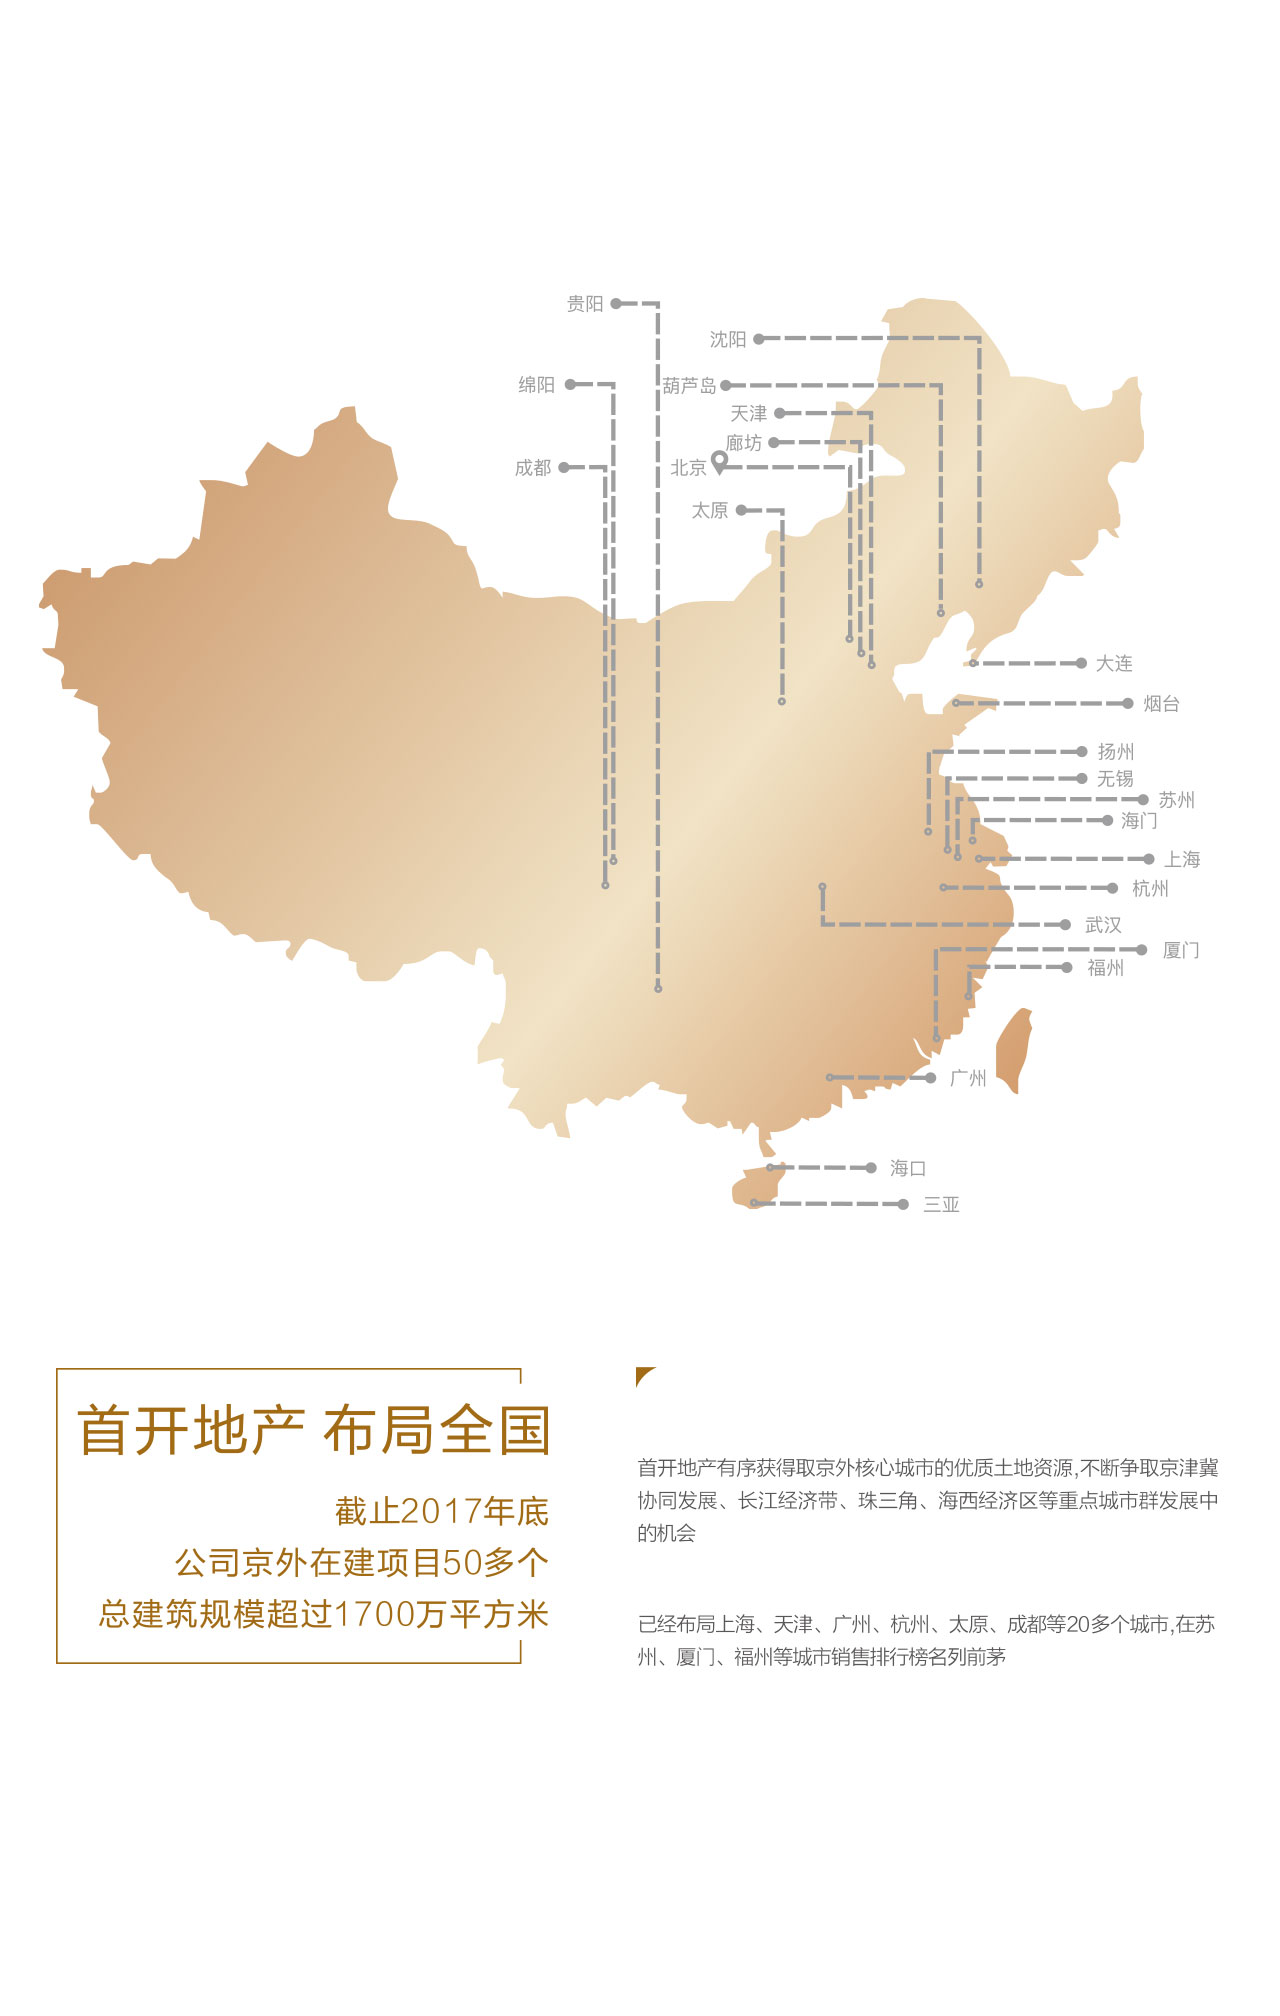 贵阳
沈阳
绵阳
葫芦岛
天津
廊坊
成都
北京
太原
大连
烟台
扬州
无锡
苏州
海门
上海
杭州
武汉
厦门
福州
广州
海口
三亚
首开地产 布局全国
截止2017年底
公司京外在建项目50多个
总建筑规模超过1700万平方米
首开地产有序获得取京外核心城市的优质土地资源,不断争取京津冀
协同发展、长江经济带、珠三角、海西经济区等重点城市群发展中
的机会
已经布局上海、天津、广州、杭州、太原、成都等20多个城市,在苏
州、厦门、福州等城市销售排行榜名列前茅